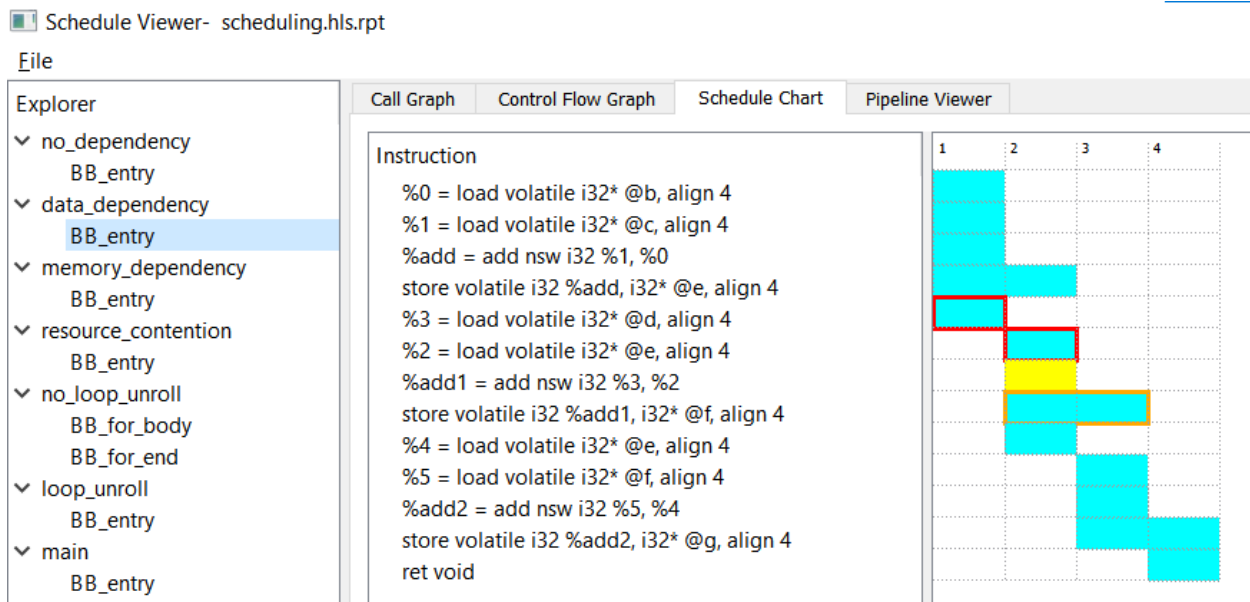 Schedule Viewer- scheduling.hls.rpt
File
Explorer
no_dependency
BB_entry
data_dependency
BB_entry
memory_dependency
BB_entry
resource_contention
BB_entry
no_loop_unroll
BB_for_body
BB_for_end
loop_unroll
BB_entry
main
BB_entry
Call Graph Control Flow Graph Schedule Chart Pipeline Viewer
Instruction
%0 = load volatile i32* @b, align 4
%1 = load volatile i32* @c, align 4
%add = add nsw i32 %1, %0
store volatile i32 %add, i32* @e, align 4
%3 = load volatile i32* @d, align 4
%2 = load volatile i32* @e, align 4
%add1 = add nsw i32 %3, %2
store volatile i32 %add1, i32* @f, align 4
%4 = load volatile i32* @e, align 4
%5 = load volatile i32* @f, align 4
%add2 = add nsw i32 %5, %4
store volatile i32 %add2, i32* @g, align 4
ret void
1 2 3 4